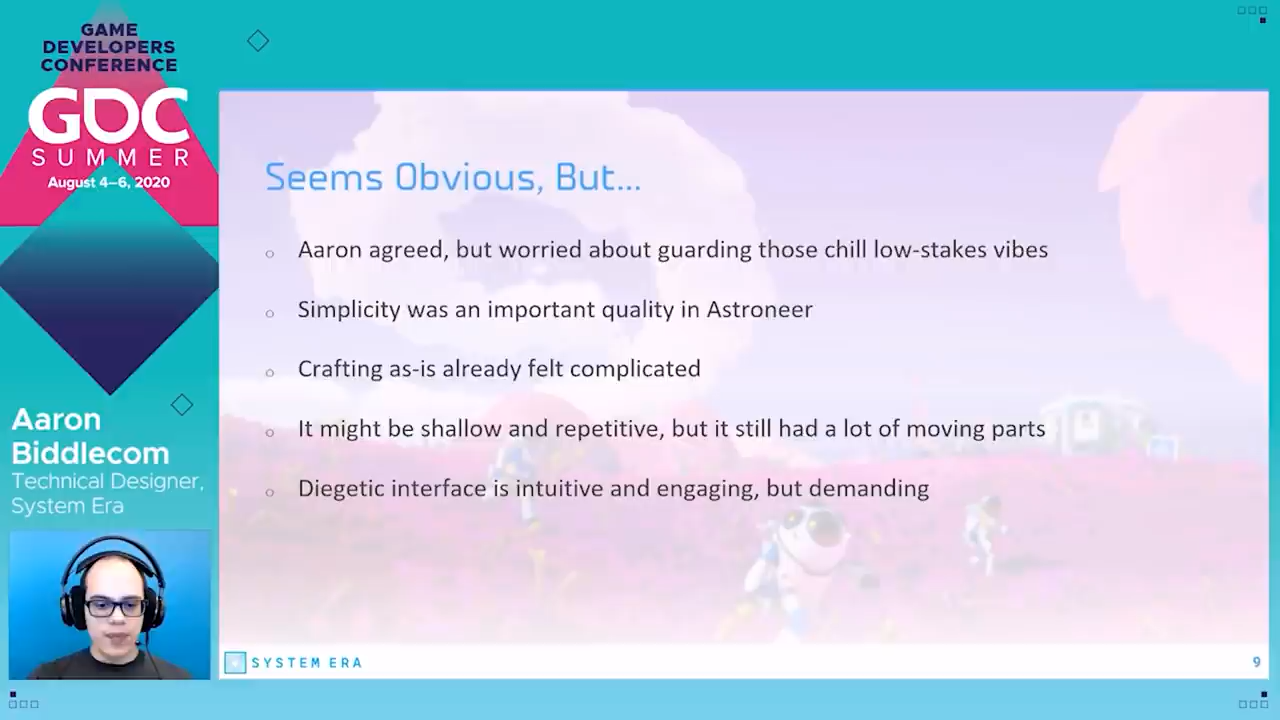 GAME
DEVELOPERS
CONFERENCE
GDC
SUMMER
August 4–6, 2020
Aaron
Biddlecom
Technical Designer,
System Era
Seems Obvious, But...
Aaron agreed, but worried about guarding those chill low-stakes vibes
Simplicity was an important quality in Astroneer
Crafting as-is already felt complicated
It might be shallow and repetitive, but it still had a lot of moving parts
Diegetic interface is intuitive and engaging, but demanding
SYSTEM ERA
9